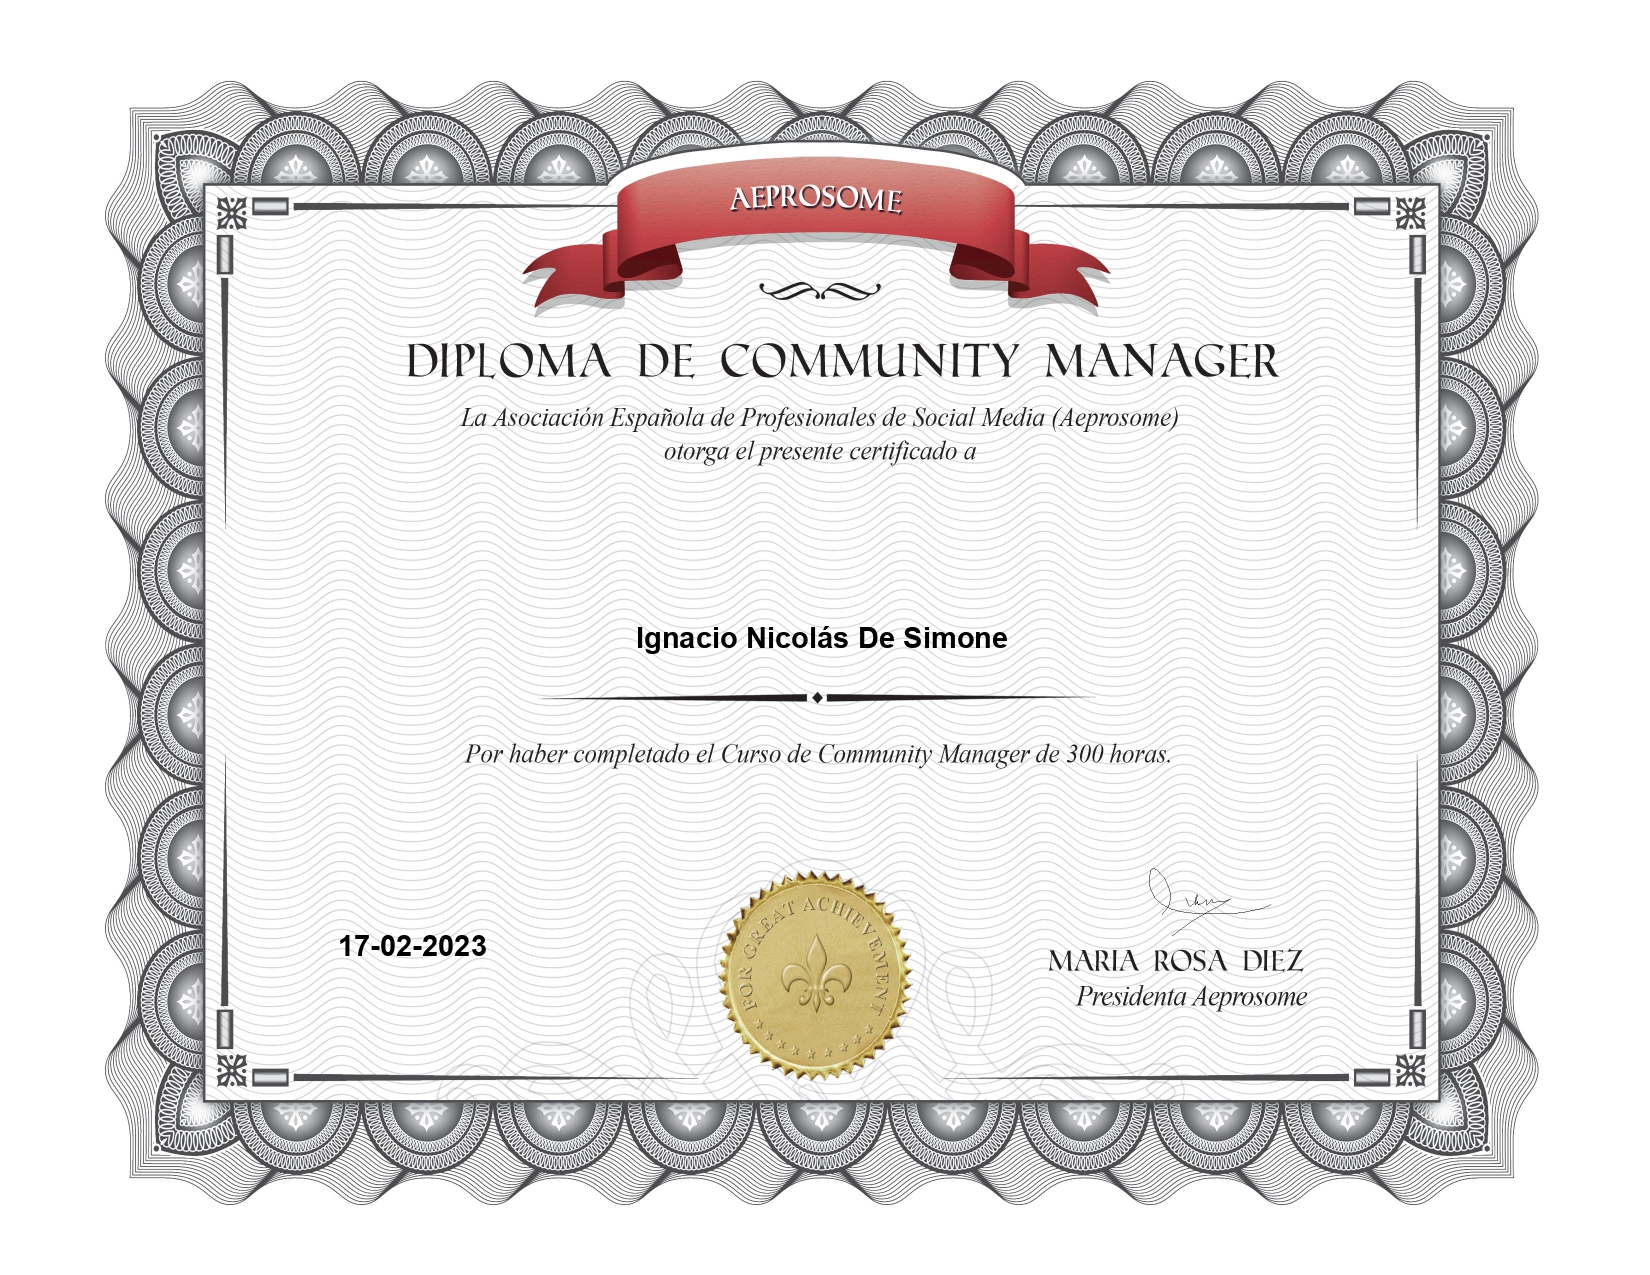 AEPROSOME
DIPLOMA DE COMMUNITY MANAGER
La Asociación Española de Profesionales de Social Media (Aeprosome)
otorga el presente certificado a
Ignacio Nicolás De Simone
Por haber completado el Curso de Community Manager de 300 horas.
FOR GREAT ACHIEVEMENT
17-02-2023
MARIA ROSA DIEZ
Presidenta Aeprosome